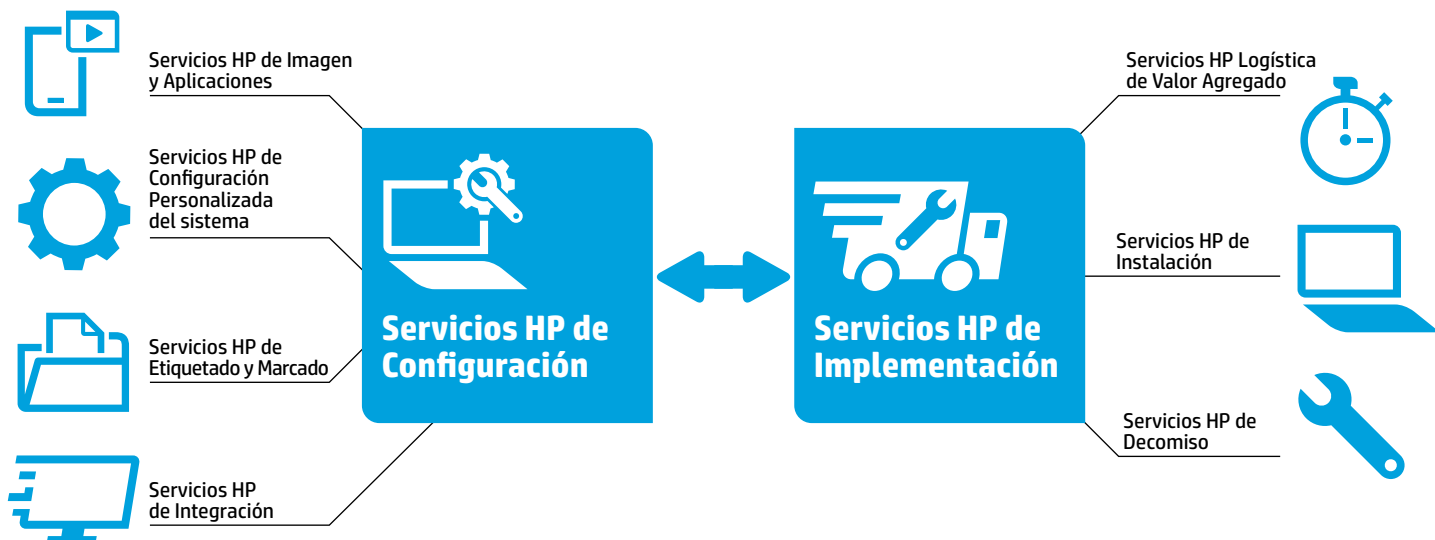 Servicios HP de Imagen
y Aplicaciones
Servicios HP de
Configuración
Personalizada
del sistema
Servicios HP de
Etiquetado y Marcado
Servicios HP
de Integración
Servicios HP de
Configuración
Servicios HP de
Implementación
Servicios HP Logística
de Valor Agregado
Servicios HP de
Instalación
Servicios HP de
Decomiso